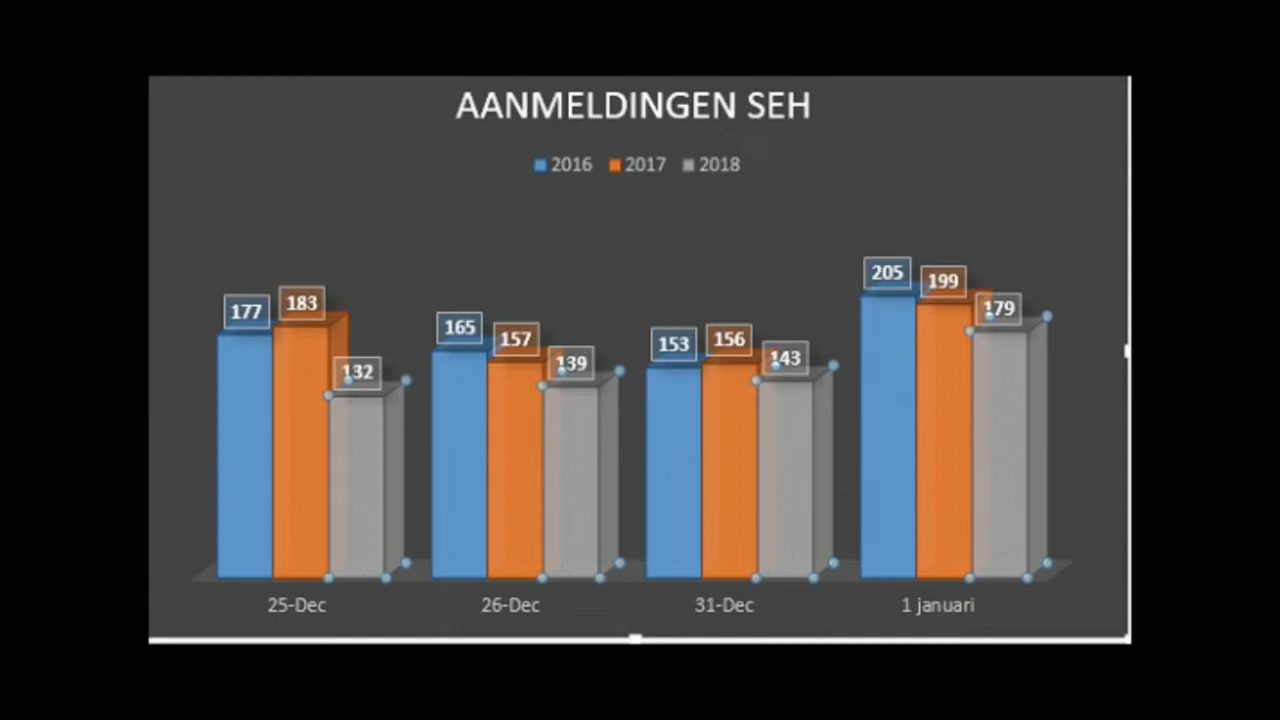 AANMELDINGEN SEH
2016 2017 2018
177 183 132 165 157 139 153 156 143 205 199 179
25-Dec 26-Dec 31-Dec 1 januari